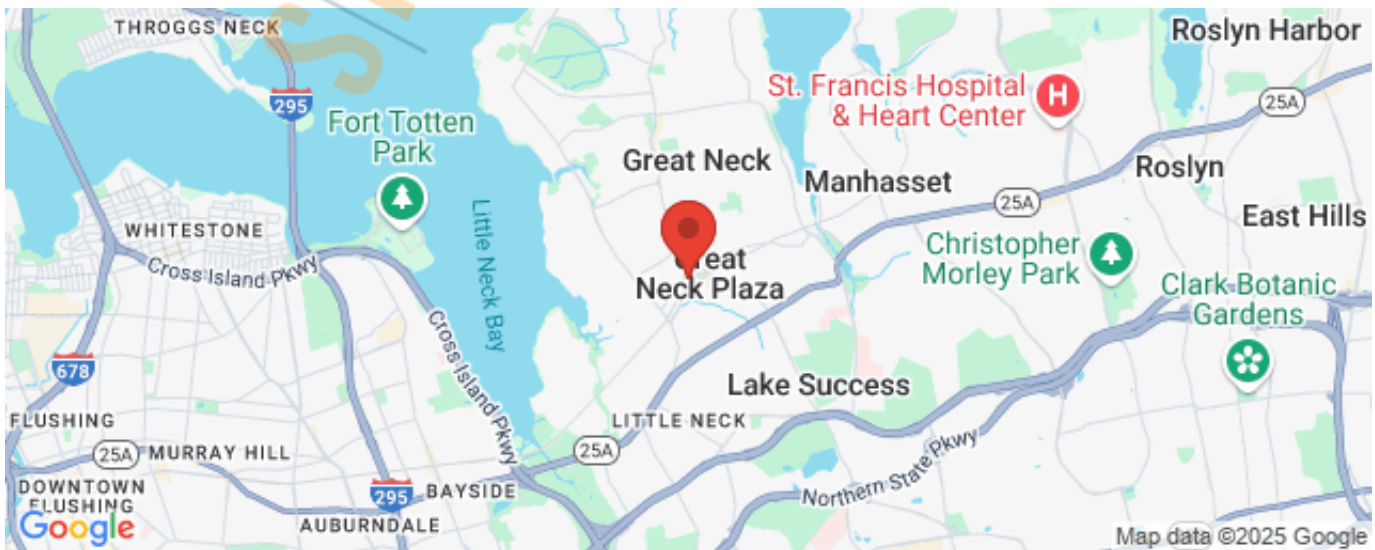 THROGGS NECK
Roslyn Harbor
St. Francis Hospital
& Heart Center
H
25A
295
Fort Totten
Park
Great Neck
Manhasset
Roslyn
25A
East Hills
Little Neck Bay
WHITESTONE
Cross Island Pkwy
Christopher
Morley Park
Great
Neck Plaza
Clark Botanic
Gardens
Cross Island Pkwy
678
Lake Success
FLUSHING
LITTLE NECK
25A
MURRAY HILL
25A
Northern State Pkwy
DOWNTOWN
FLUSHING
295
BAYSIDE
AUBURNDALE
Google
Map data ©2025 Google